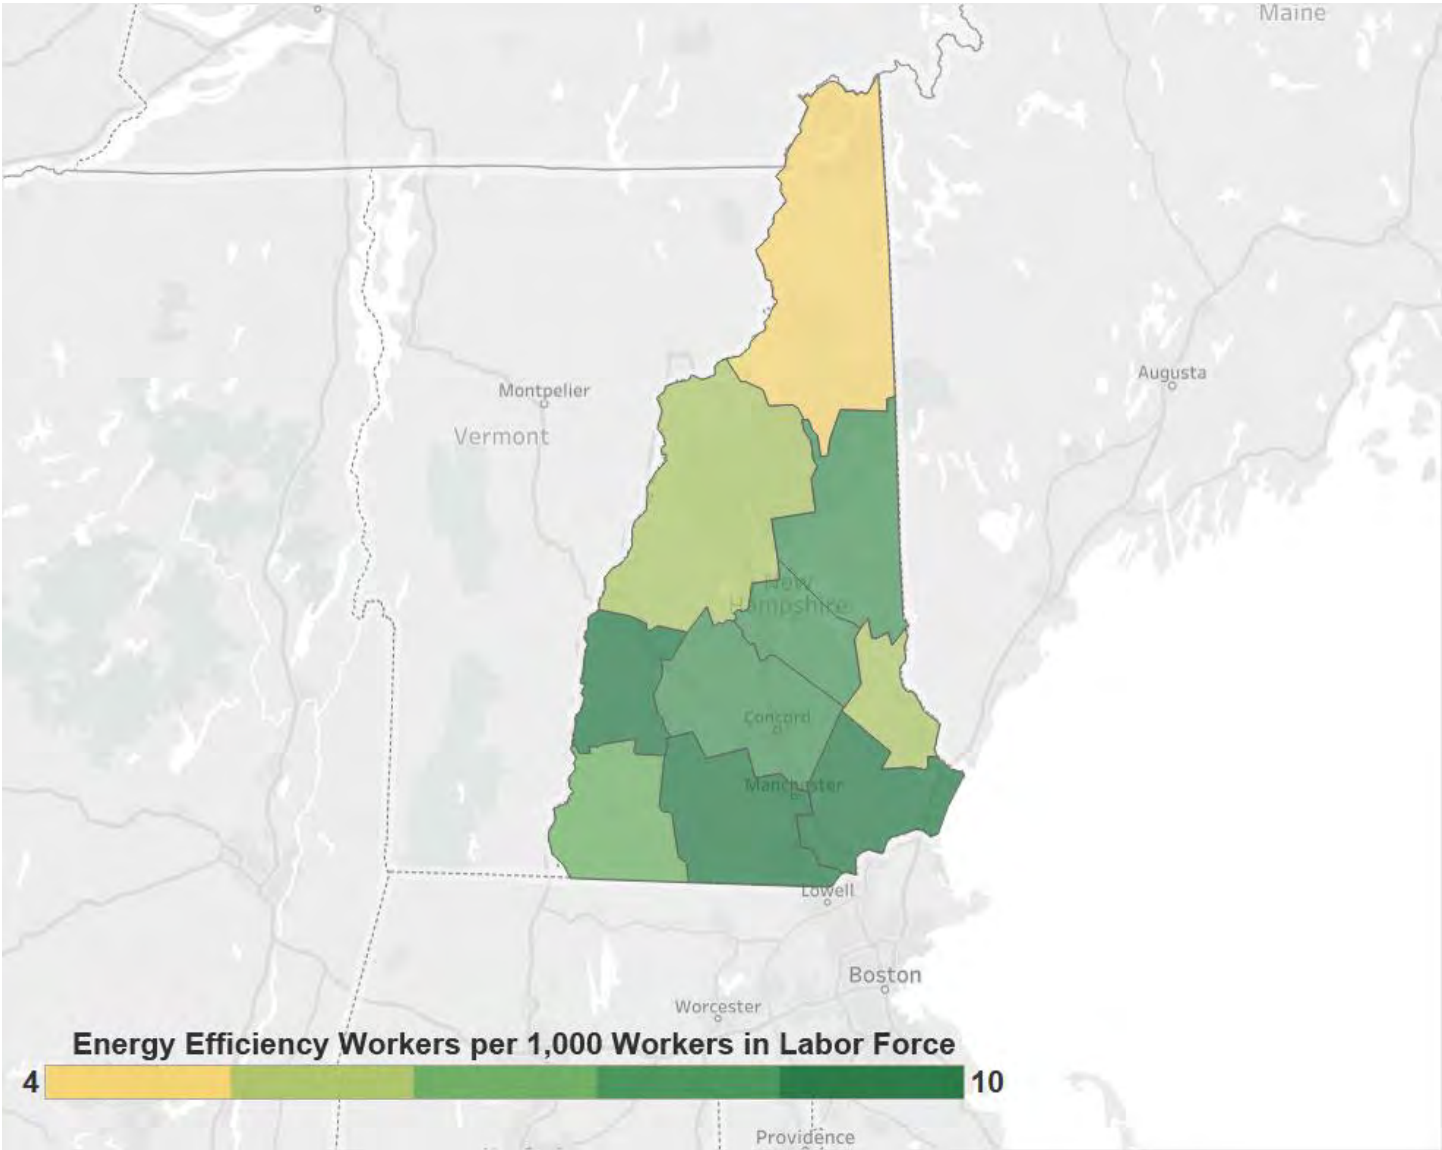 Maine
Augusta
Montpelier
Vermont
New
Hampshire
Concord
Manchester
Lowell
Boston
Worcester
Energy Efficiency Workers per 1,000 Workers in Labor Force
4 10
Providence